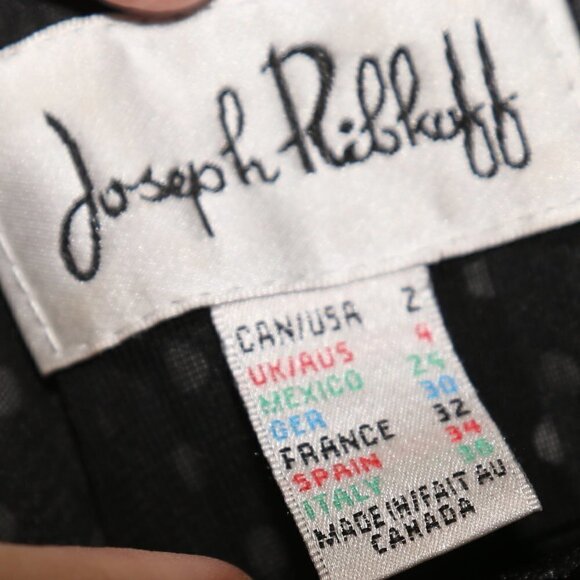 Joseph Ribkoff
CAN/USA 2
UK/AUS 4
MEXICO 24
GER 30
FRANCE 32
SPAIN 34
ITALY 36
MADE/H/FAIT AU
CANADA